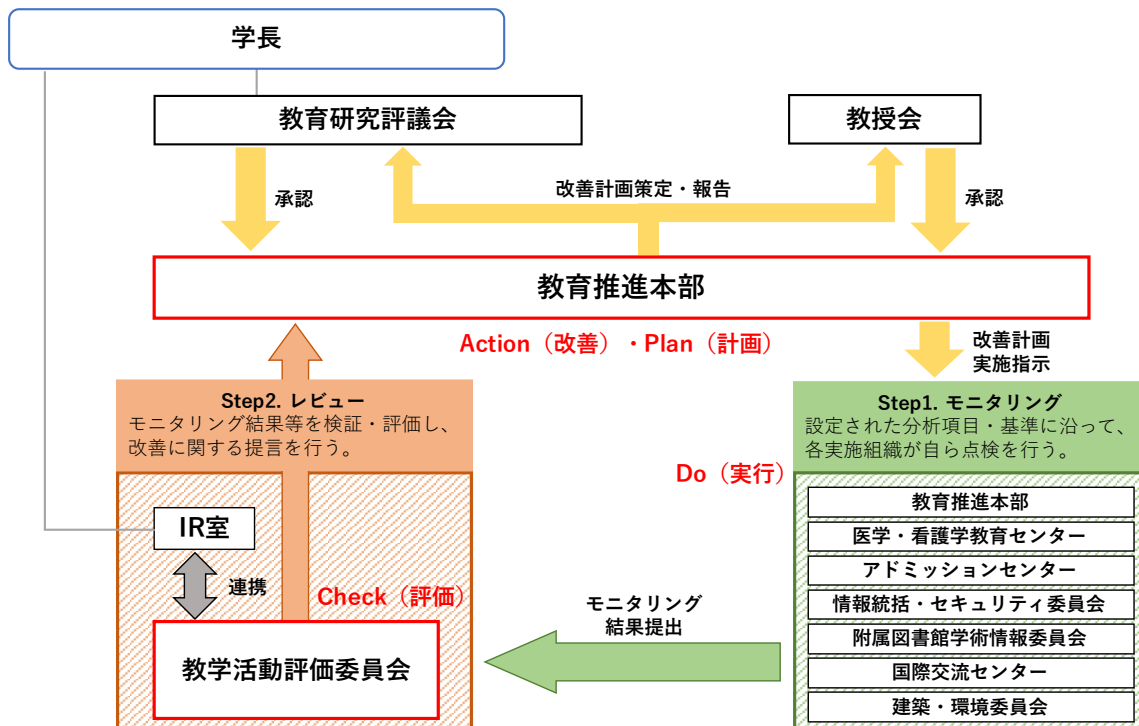 学長
教育研究評議会
教授会
改善計画策定・報告
承認
承認
教育推進本部
Action（改善）・Plan（計画）
改善計画
実施指示
Step2. レビュー
モニタリング結果等を検証・評価し、
改善に関する提言を行う。
Step1. モニタリング
設定された分析項目・基準に沿って、
各実施組織が自ら点検を行う。
Do（実行）
IR室
連携
Check（評価）
教学活動評価委員会
モニタリング
結果提出
教育推進本部
医学・看護学教育センター
アドミッションセンター
情報統括・セキュリティ委員会
附属図書館学術情報委員会
国際交流センター
建築・環境委員会